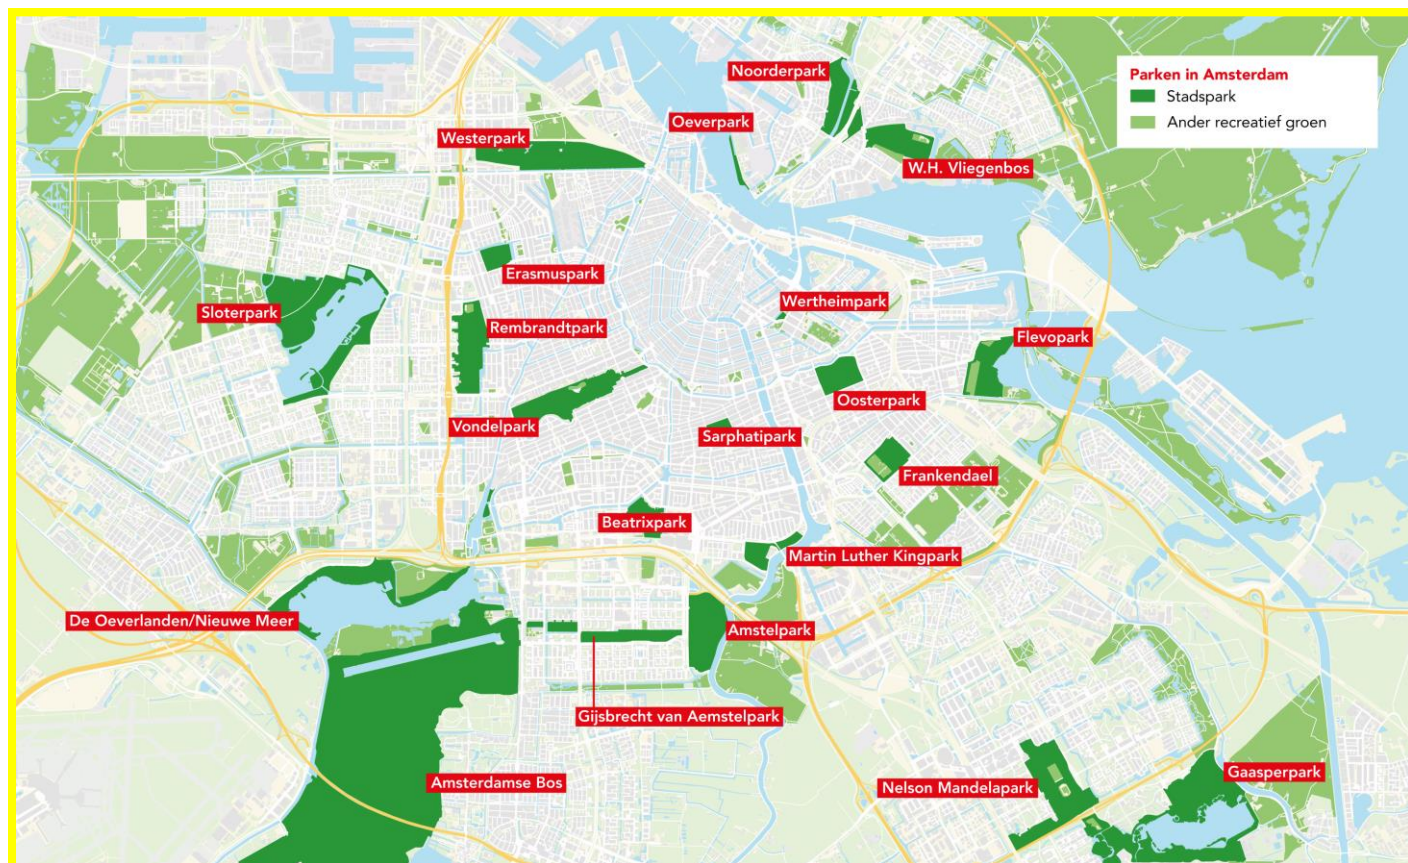 Parken in Amsterdam
Stadspark
Ander recreatief groen
Noorderpark
Oeverpark
Westerpark
W.H. Vliegenbos
Erasmuspark
Sloterpark
Wertheimpark
Rembrandtpark
Flevopark
Oosterpark
Vondelpark
Sarphatipark
Frankendael
Beatrixpark
Martin Luther Kingpark
De Oeverlanden/Nieuwe Meer
Amstelpark
Gijsbrecht van Aemstelpark
Amsterdamse Bos
Nelson Mandelapark
Gaasperpark